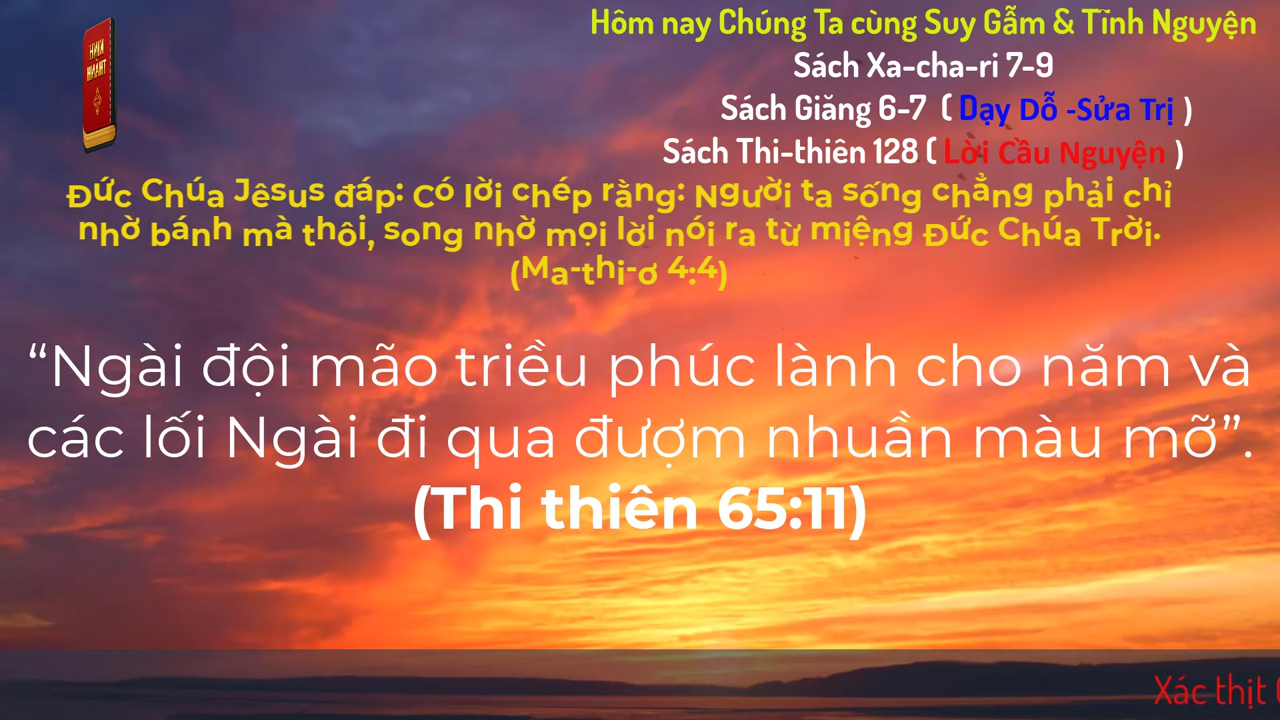 KINH
THÁNH
Hôm nay Chúng Ta cùng Suy Gẫm & Tĩnh Nguyện
Sách Xa-cha-ri 7-9
Sách Giăng 6-7 ( Dạy Dỗ -Sửa Trị )
Sách Thi-thiên 128 ( Lời Cầu Nguyện )
Đức Chúa Jêsus đáp: Có lời chép rằng: Người ta sống chẳng phải chỉ
nhờ bánh mà thôi, song nhờ mọi lời nói ra từ miệng Đức Chúa Trời.
(Ma-thi-ơ 4:4)
“Ngài đội mão triều phúc lành cho năm và
các lối Ngài đi qua đượm nhuần màu mỡ”.
(Thi thiên 65:11)
Xác thịt